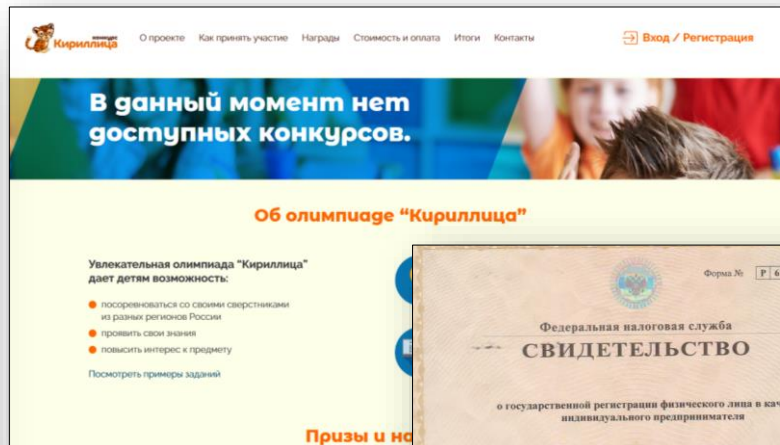 конкурс
Кириллица
О проекте Как принять участие Награды Стоимость и оплата Итоги Контакты
Вход / Регистрация
В данный момент нет
доступных конкурсов.
Об олимпиаде “Кириллица”
Увлекательная олимпиада “Кириллица”
дает детям возможность:
посоревноваться со своими сверстниками
из разных регионов России
проявить свои знания
повысить интерес к предмету
Посмотреть примеры заданий
Призы и на
Форма № Р 6
Федеральная налоговая служба
СВИДЕТЕЛЬСТВО
о государственной регистрации физического лица в кач
индивидуального предпринимателя